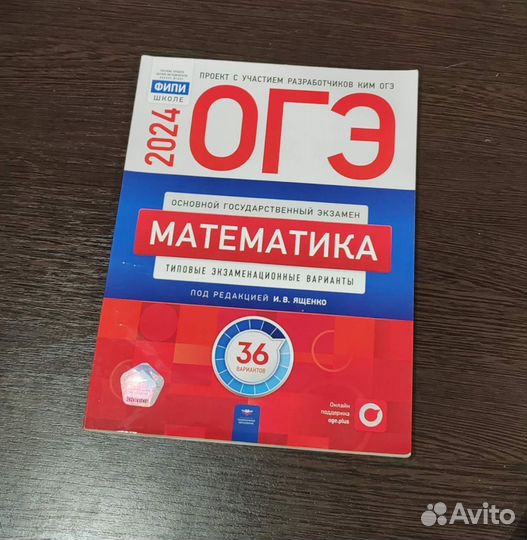 ПРОЕКТ С УЧАСТИЕМ РАЗРАБОТЧИКОВ КИМ ОГЭ
ФИПИ
ШКОЛЕ
2024
ОГЭ
ОСНОВНОЙ ГОСУДАРСТВЕННЫЙ ЭКЗАМЕН
МАТЕМАТИКА
ТИПОВЫЕ ЭКЗАМЕНАЦИОННЫЕ ВАРИАНТЫ
ПОД РЕДАКЦИЕЙ И. В. ЯЩЕНКО
36
ВАРИАНТОВ
Онлайн
поддержка
oge.plus
Avito